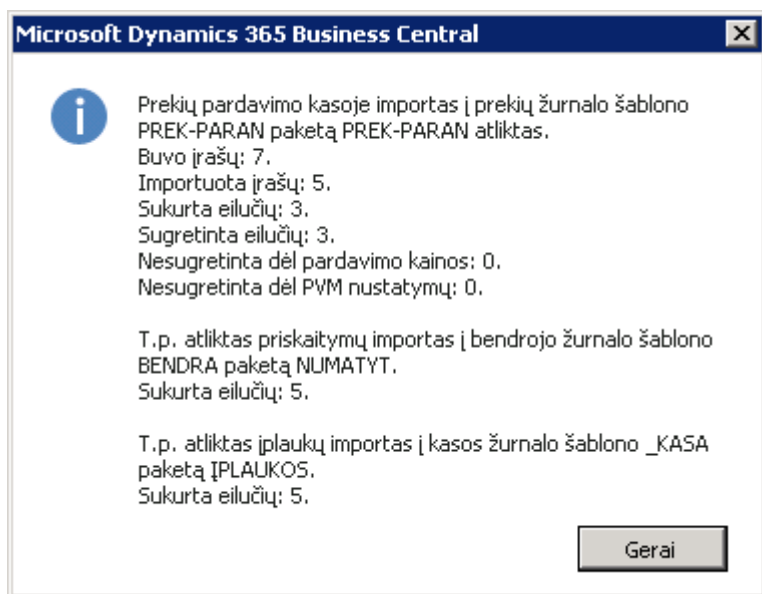 Microsoft Dynamics 365 Business Central
Prekių pardavimo kasoje importas į prekių žurnalo šablono
PREK-PARAN paketą PREK-PARAN atliktas.
Buvo įrašų: 7.
Importuota įrašų: 5.
Sukurta eilučių: 3.
Sugretinta eilučių: 3.
Nesugretinta dėl pardavimo kainos: 0.
Nesugretinta dėl PVM nustatymų: 0.
T.p. atliktas priskaitymų importas į bendrojo žurnalo šablono
BENDRA paketą NUMATYT.
Sukurta eilučių: 5.
T.p. atliktas įplaukų importas į kasos žurnalo šablono _KASA
paketą ĮPLAUKOS.
Sukurta eilučių: 5.
Gerai